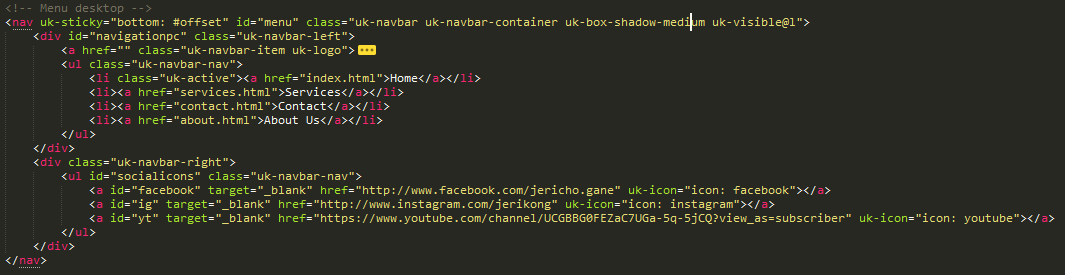 <!-- Menu desktop -->
<nav uk-sticky="bottom: #offset" id="menu" class="uk-navbar uk-navbar-container uk-box-shadow-medium uk-visible@l">
<div id="navigationpc" class="uk-navbar-left">
<a href="" class="uk-navbar-item uk-logo">
<ul class="uk-navbar-nav">
<li class="uk-active"><a href="index.html">Home</a></li>
<li><a href="services.html">Services</a></li>
<li><a href="contact.html">Contact</a></li>
<li><a href="about.html">About Us</a></li>
</ul>
</div>
<div class="uk-navbar-right">
<ul id="socialicons" class="uk-navbar-nav">
<a id="facebook" target="_blank" href="http://www.facebook.com/jericho.gane" uk-icon="icon: facebook"></a>
<a id="ig" target="_blank" href="http://www.instagram.com/jerikong" uk-icon="icon: instagram"></a>
<a id="yt" target="_blank" href="https://www.youtube.com/channel/UCGBBG0FEZaC7UGa-5q-5jCQ?view_as=subscriber" uk-icon="icon: youtube"></a>
</ul>
</div>
</nav>